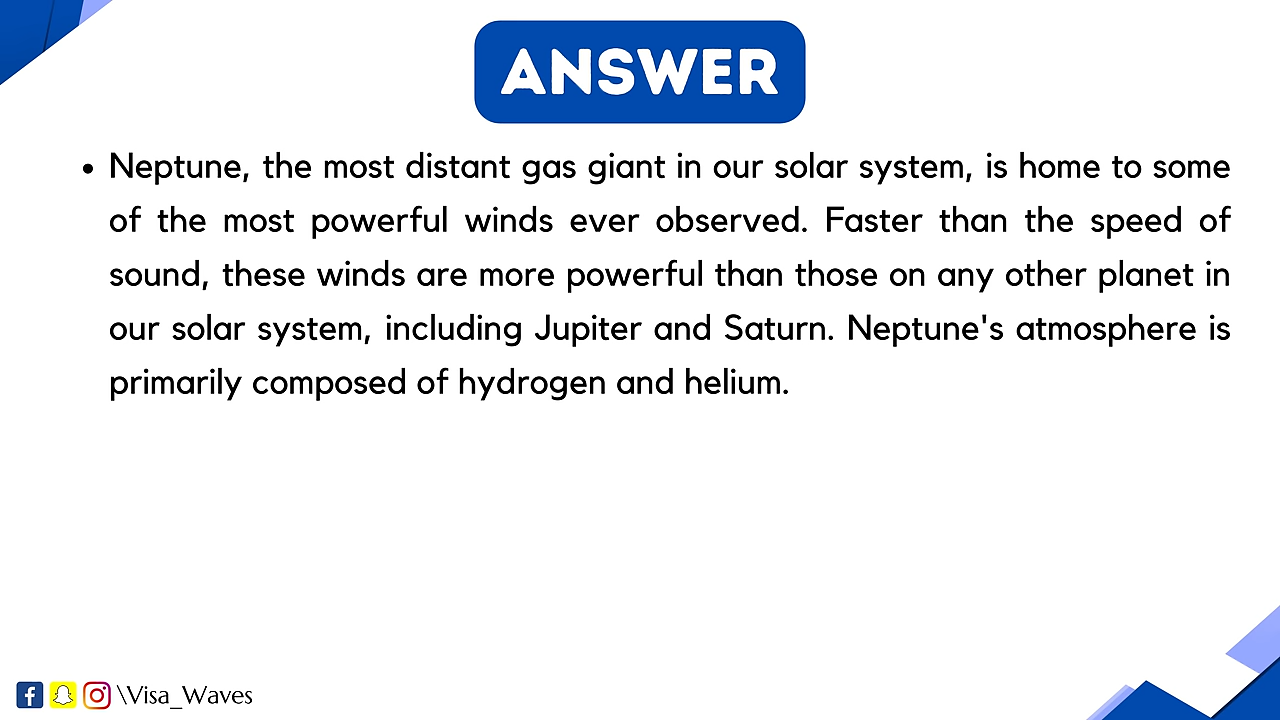 ANSWER
• Neptune, the most distant gas giant in our solar system, is home to some
of the most powerful winds ever observed. Faster than the speed of
sound, these winds are more powerful than those on any other planet in
our solar system, including Jupiter and Saturn. Neptune's atmosphere is
primarily composed of hydrogen and helium.
\Visa_Waves